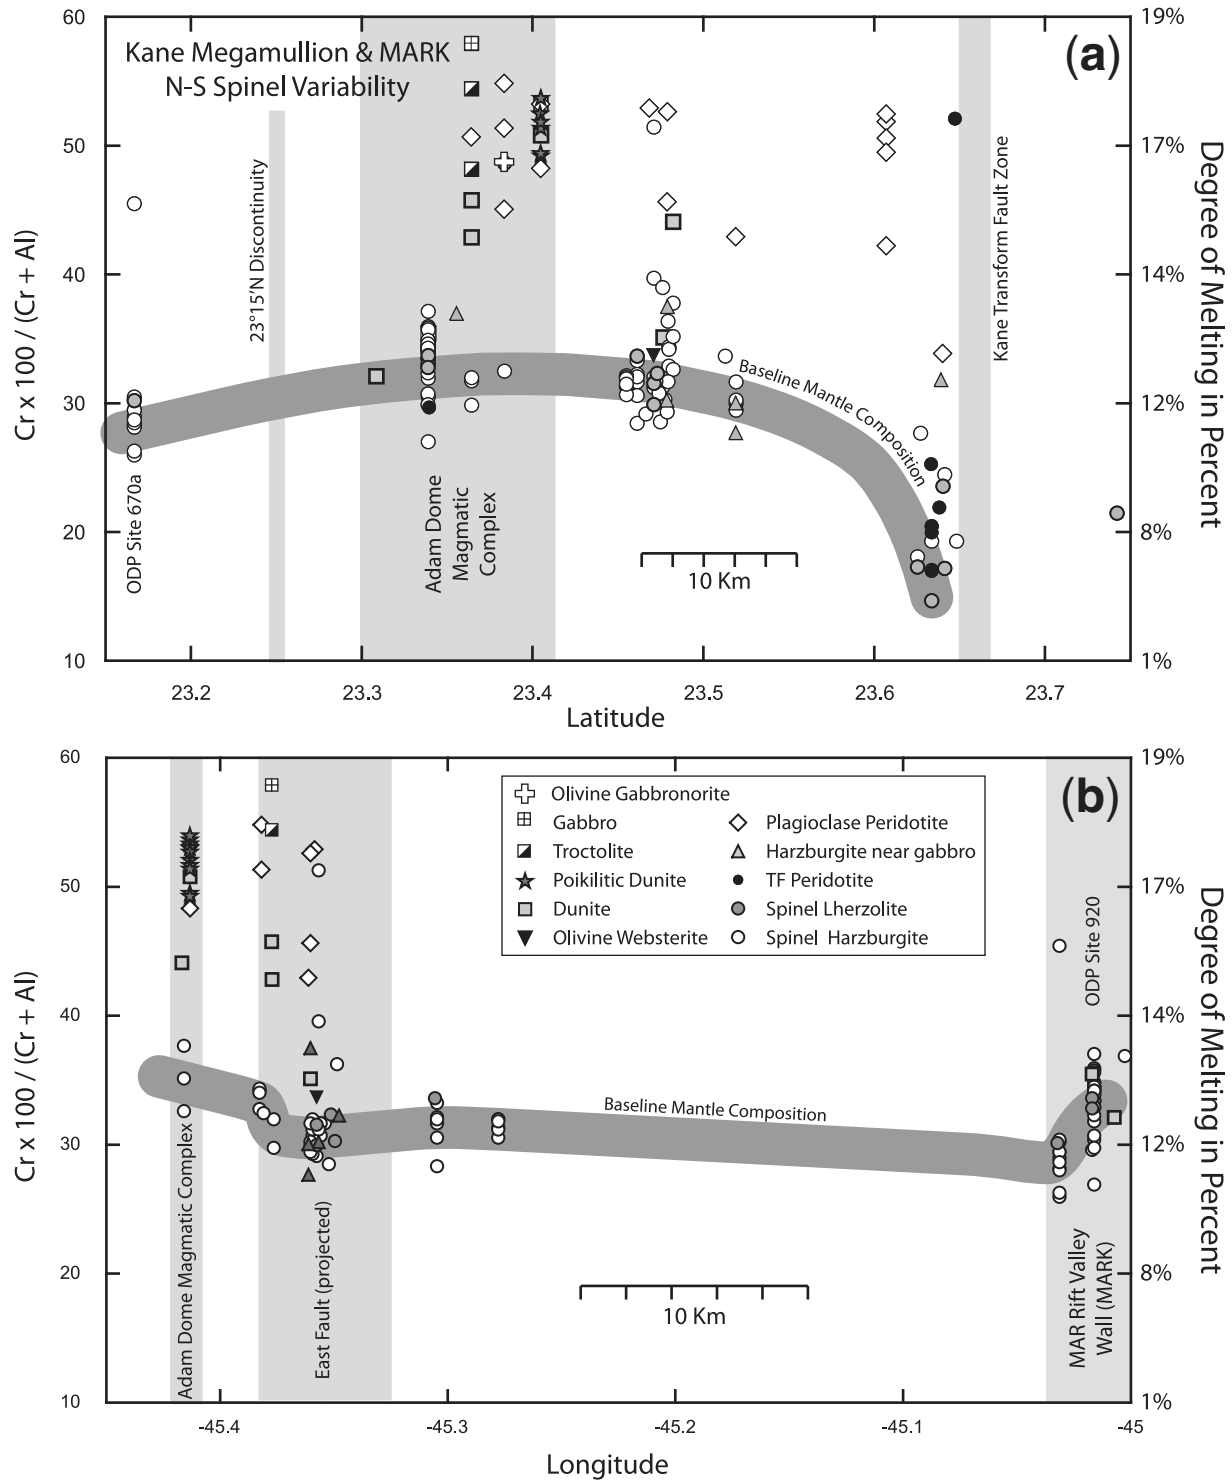 60
50
40
30
20
10
Cr x 100 / (Cr + Al)
Kane Megamullion & MARK
N-S Spinel Variability
(a)
19%
17%
14%
12%
8%
1%
Degree of Melting in Percent
ODP Site 670a
23°15'N Discontinuity
Adam Dome
Magmatic
Complex
Baseline Mantle Composition
Kane Transform Fault Zone
10 Km
23.2
23.3
23.4
23.5
23.6
23.7
Latitude
60
50
40
30
20
10
Cr x 100 / (Cr + Al)
(b)
19%
17%
14%
12%
8%
1%
Degree of Melting in Percent
Olivine Gabbronorite
Gabbro
Troctolite
Poikilitic Dunite
Dunite
Olivine Websterite
Plagioclase Peridotite
Harzburgite near gabbro
TF Peridotite
Spinel Lherzolite
Spinel Harzburgite
Adam Dome Magmatic Complex
East Fault (projected)
Baseline Mantle Composition
ODP Site 920
MAR Rift Valley
Wall (MARK)
10 Km
-45.4
-45.3
-45.2
-45.1
-45
Longitude